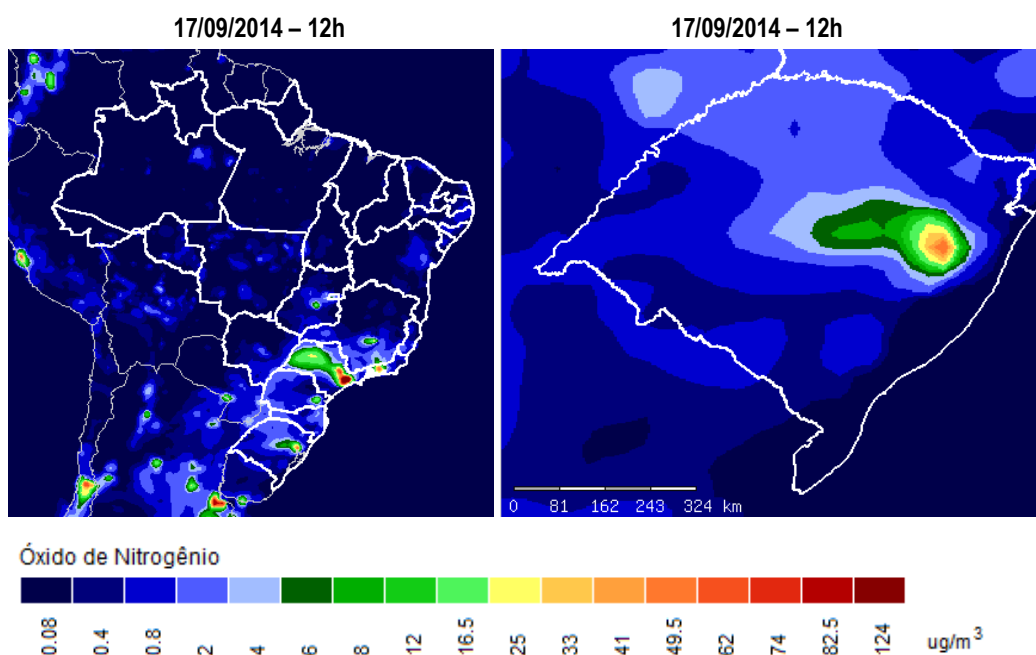 17/09/2014 – 12h
17/09/2014 – 12h
0 81 162 243 324 km
Óxido de Nitrogênio
0.08 0.4 0.8 2 4 6 8 12 16.5 25 33 41 49.5 62 74 82.5 124 ug/m³